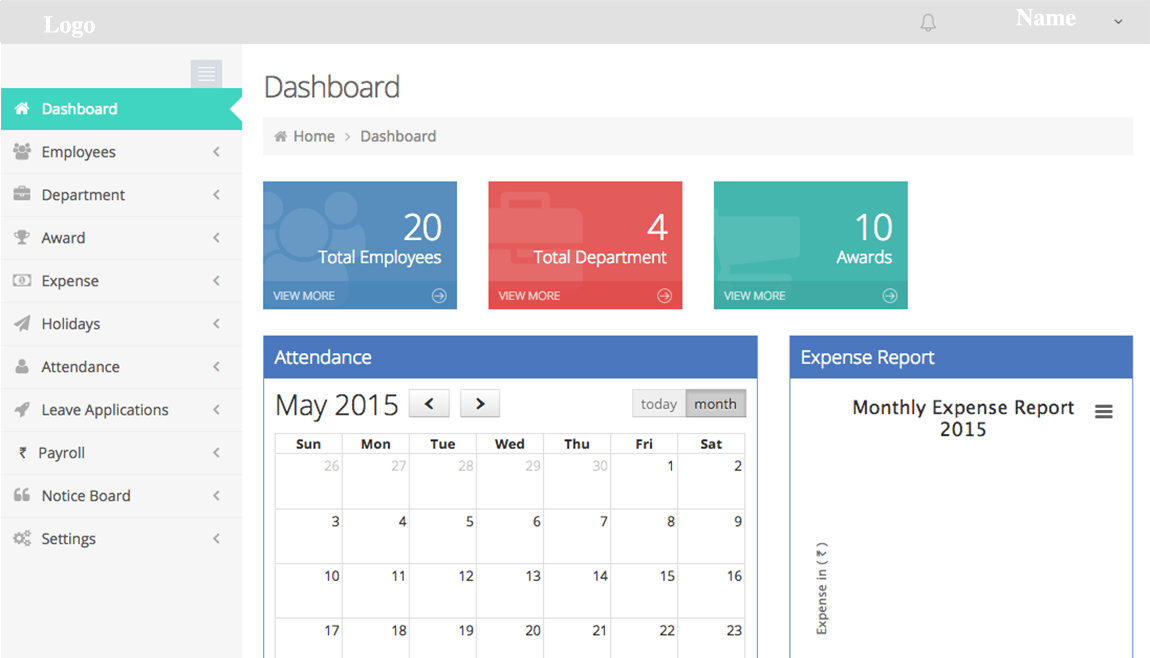 Logo
Name
Dashboard
Employees
Department
Award
Expense
Holidays
Attendance
Leave Applications
₹ Payroll
Notice Board
Settings
Dashboard
Home > Dashboard
20
Total Employees
VIEW MORE
4
Total Department
VIEW MORE
10
Awards
VIEW MORE
Attendance
May 2015
today month
Sun Mon Tue Wed Thu Fri Sat
26 27 28 29 30 1 2
3 4 5 6 7 8 9
10 11 12 13 14 15 16
17 18 19 20 21 22 23
Expense Report
Monthly Expense Report
2015
Expense in ( ₹ )